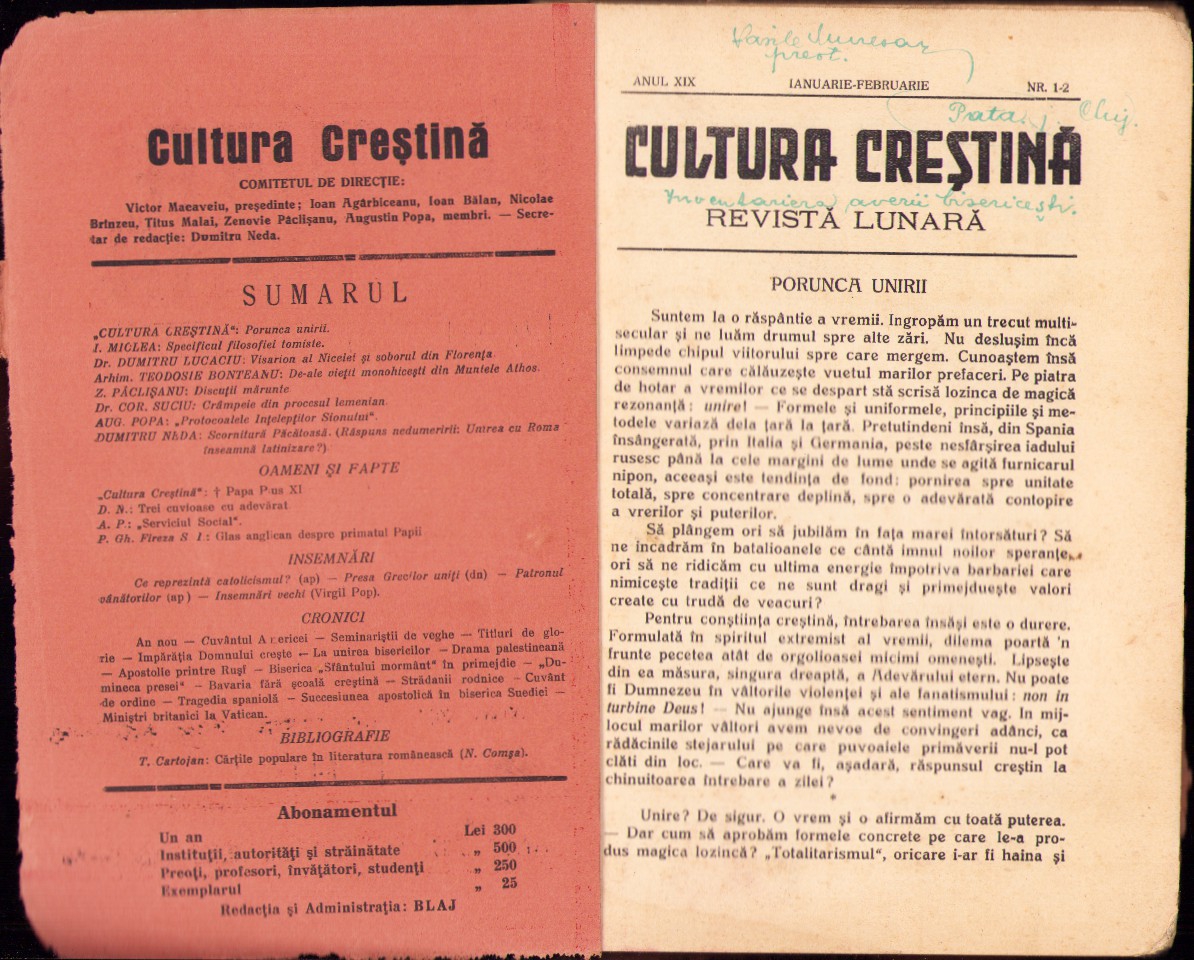 Cultura Creştină
COMITETUL DE DIRECŢIE:
Victor Macaveiu, preşedinte; Ioan Agârbiceanu, Ioan Bălan, Nicolae
Brînzeu, Titus Malai, Zenovie Pâclişanu, Augustin Popa, membri. — Secre-
tar de redacţie: Dumitru Neda.
SUMARUL
„CULTURA CREŞTINĂ“: Porunca unirii.
I. MICLEA: Specificul filosofiei tomiste.
Dr. DUMITRU LUCACIU: Visarion al Niceiei şi soborul din Florenţa
Arhim. TEODOSIE BONTEANU: De-ale vieţii monohiceşti din Muntele Athos.
Z. PÂCLIŞANU: Discuţii mărunte
Dr. COR. SUCIU: Crâmpeie din procesul lemenian.
AUG. POPA: „Protocoalele Inţelepţilor Sionului“.
DUMITRU NEDA: Scornitură Păcătoasă. (Răspuns nedumeririi: Unirea cu Roma
înseamnă latinizare?)
OAMENI ŞI FAPTE
„Cultura Creştină“: † Papa Pius XI
D. N.: Trei cuvioase cu adevărat
A. P.: „Serviciul Social“.
P. Gh. Fireza S I.: Glas anglican despre primatul Papii
INSEMNĂRI
Ce reprezintă catolicismul? (ap) — Presa Grecilor uniţi (dn) — Patronul
vânătorilor (ap) — Insemnări vechi (Virgil Pop).
CRONICI
An nou — Cuvântul Americei — Seminariştii de veghe — Titluri de glo-
rie — Impărăţia Domnului creşte — La unirea bisericilor — Drama palestineană
— Apostolie printre Ruşi — Biserica „Sfântului mormânt“ în primejdie — „Du-
mineca presei“ — Bavaria fără şcoală creştină — Strădanii rodnice — Cuvânt
de ordine — Tragedia spaniolă — Succesiunea apostolică în biserica Suediei —
Miniştri britanici la Vatican.
BIBLIOGRAFIE
T. Cartojan: Cărţile populare în literatura românească (N. Comşa).
Abonamentul
Un an Lei 300
Instituţii, autorităţi şi străinătate „ 500
Preoţi, profesori, învăţători, studenţi „ 250
Exemplarul „ 25
Redacţia şi Administraţia: BLAJ
Vasile
preot.
ANUL XIX IANUARIE-FEBRUARIE NR. 1-2
Pata. j. Cluj.
CULTURA CREŞTINĂ
Inventarierea averii bisericeşti.
REVISTĂ LUNARĂ
PORUNCA UNIRII
Suntem la o răspântie a vremii. Ingropăm un trecut multi-
secular şi ne luăm drumul spre alte zări. Nu desluşim încă
limpede chipul viitorului spre care mergem. Cunoaştem însă
consemnul care călăuzeşte vuetul marilor prefaceri. Pe piatra
de hotar a vremilor ce se despart stă scrisă lozinca de magică
rezonanţă: unire! — Formele şi uniformele, principiile şi me-
todele variază dela ţară la ţară. Pretutindeni însă, din Spania
însângerată, prin Italia şi Germania, peste nesfârşirea iadului
rusesc până la cele margini de lume unde se agită furnicarul
nipon, aceeaşi este tendinţa de fond: pornirea spre unitate
totală, spre concentrare deplină, spre o adevărată contopire
a vrerilor şi puterilor.
Să plângem ori să jubilăm în faţa marei întorsături? Să
ne încadrăm în batalioanele ce cântă imnul noilor speranţe,
ori să ne ridicăm cu ultima energie împotriva barbariei care
nimiceşte tradiţii ce ne sunt dragi şi primejdueşte valori
create cu trudă de veacuri?
Pentru conştiinţa creştină, întrebarea însăşi este o durere.
Formulată în spiritul extremist al vremii, dilema poartă 'n
frunte pecetea atât de orgolioasei micimi omeneşti. Lipseşte
din ea măsura, singura dreaptă, a Adevărului etern. Nu poate
fi Dumnezeu în vâltorile violenţei şi ale fanatismului: non in
turbine Deus! — Nu ajunge însă acest sentiment vag. In mij-
locul marilor vâltori avem nevoe de convingeri adânci, ca
rădăcinile stejarului pe care puvoaiele primăverii nu-l pot
clăti din loc. — Care va fi, aşadară, răspunsul creştin la
chinuitoarea întrebare a zilei?
Unire? De sigur. O vrem şi o afirmăm cu toată puterea.
— Dar cum să aprobăm formele concrete pe care le-a pro-
dus magica lozincă? „Totalitarismul“, oricare i-ar fi haina şi